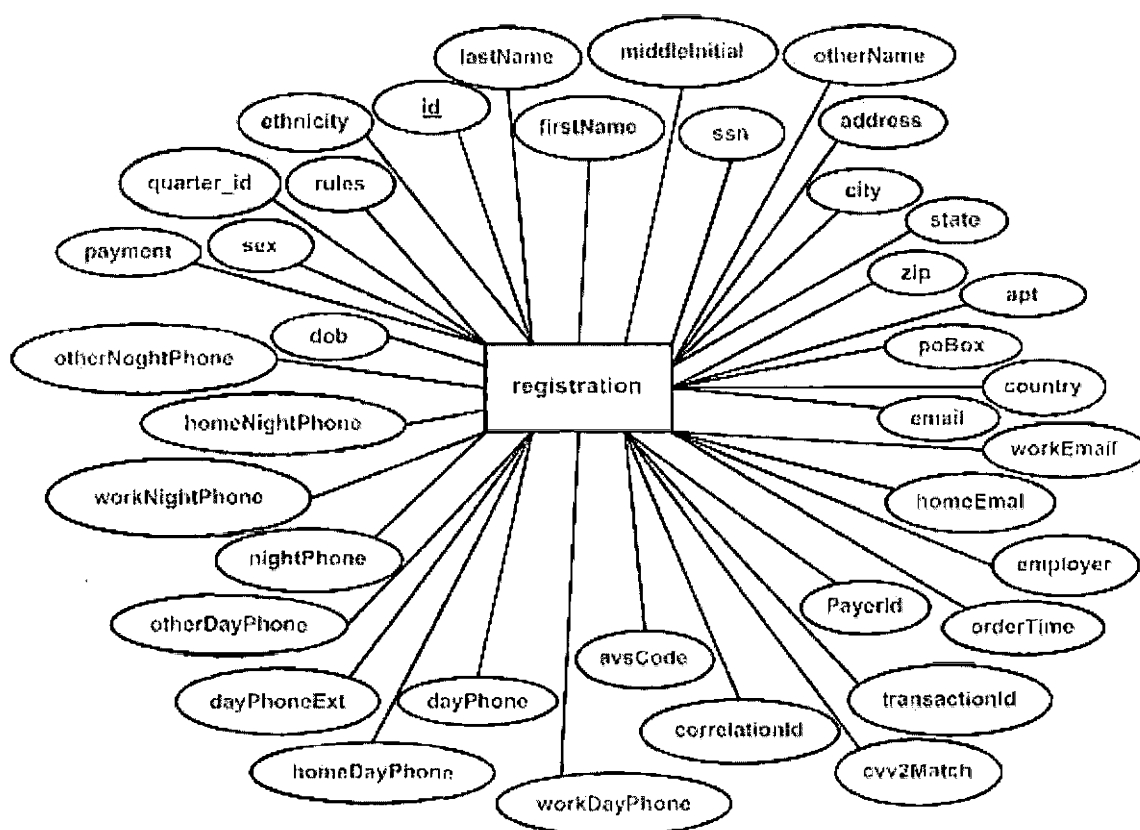 lastName
middleInitial
otherName
id
firstName
ssn
address
ethnicity
quarter_id
rules
city
state
payment
sex
zip
apt
otherNoghtPhone
dob
poBox
registration
country
homeNightPhone
email
workEmail
workNightPhone
homeEmal
nightPhone
employer
otherDayPhone
PayerId
orderTime
avsCode
dayPhoneExt
dayPhone
transactionId
correlationId
homeDayPhone
cvv2Match
workDayPhone